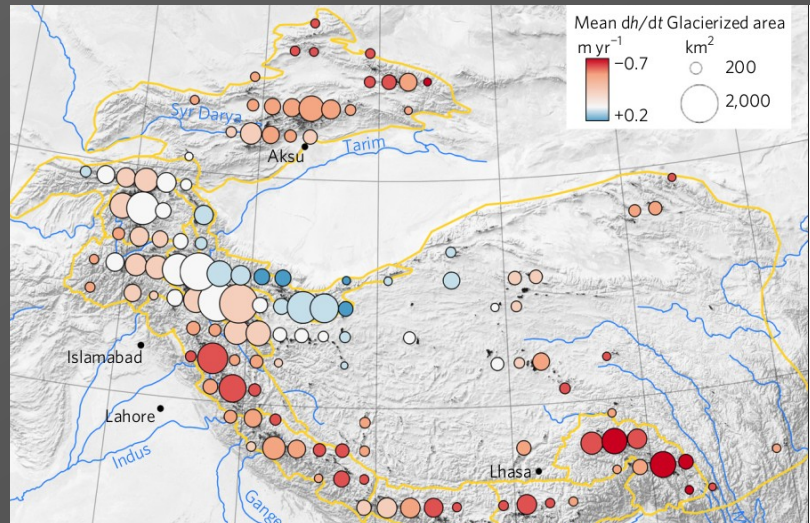 Mean dh/dt Glacierized area
m yr⁻¹ km²
−0.7 200
+0.2 2,000
Syr Darya
Aksu
Tarim
Islamabad
Lahore
Indus
Lhasa
Gange